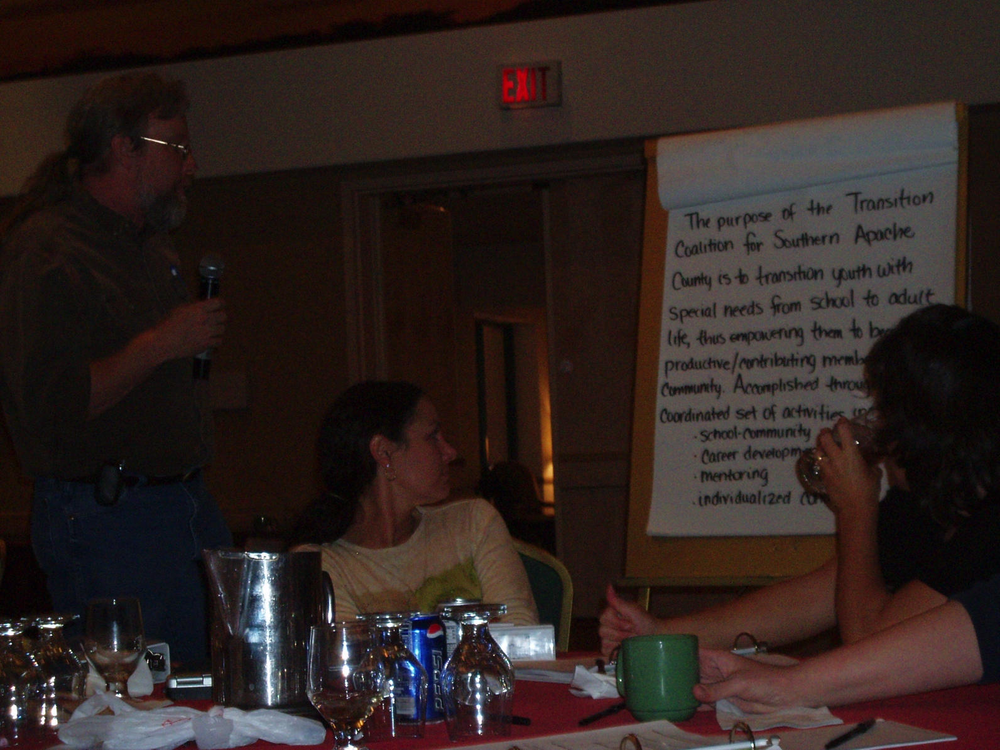 EXIT
The purpose of the Transition
Coalition for Southern Apache
County is to transition youth with
special needs from school to adult
life, thus empowering them to
productive/contributing
Community. Accomplished
Coordinated set of activities
· school-community
· Career
· mentoring
· individualized
PEPSI